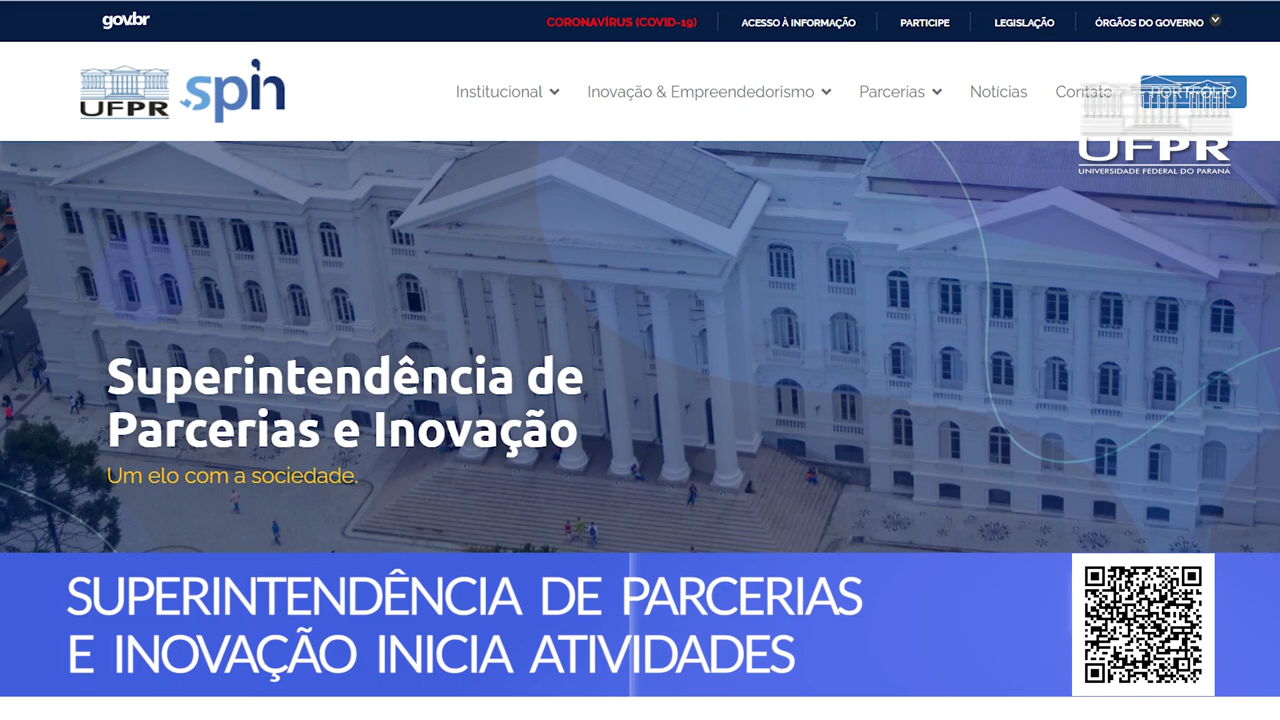 gov.br
CORONAVÍRUS (COVID-19)
ACESSO À INFORMAÇÃO
PARTICIPE
LEGISLAÇÃO
ÓRGÃOS DO GOVERNO
UFPR
spin
Institucional
Inovação & Empreendedorismo
Parcerias
Notícias
Contato
PORTFÓLIO
UFPR
UNIVERSIDADE FEDERAL DO PARANÁ
Superintendência de
Parcerias e Inovação
Um elo com a sociedade.
SUPERINTENDÊNCIA DE PARCERIAS
E INOVAÇÃO INICIA ATIVIDADES